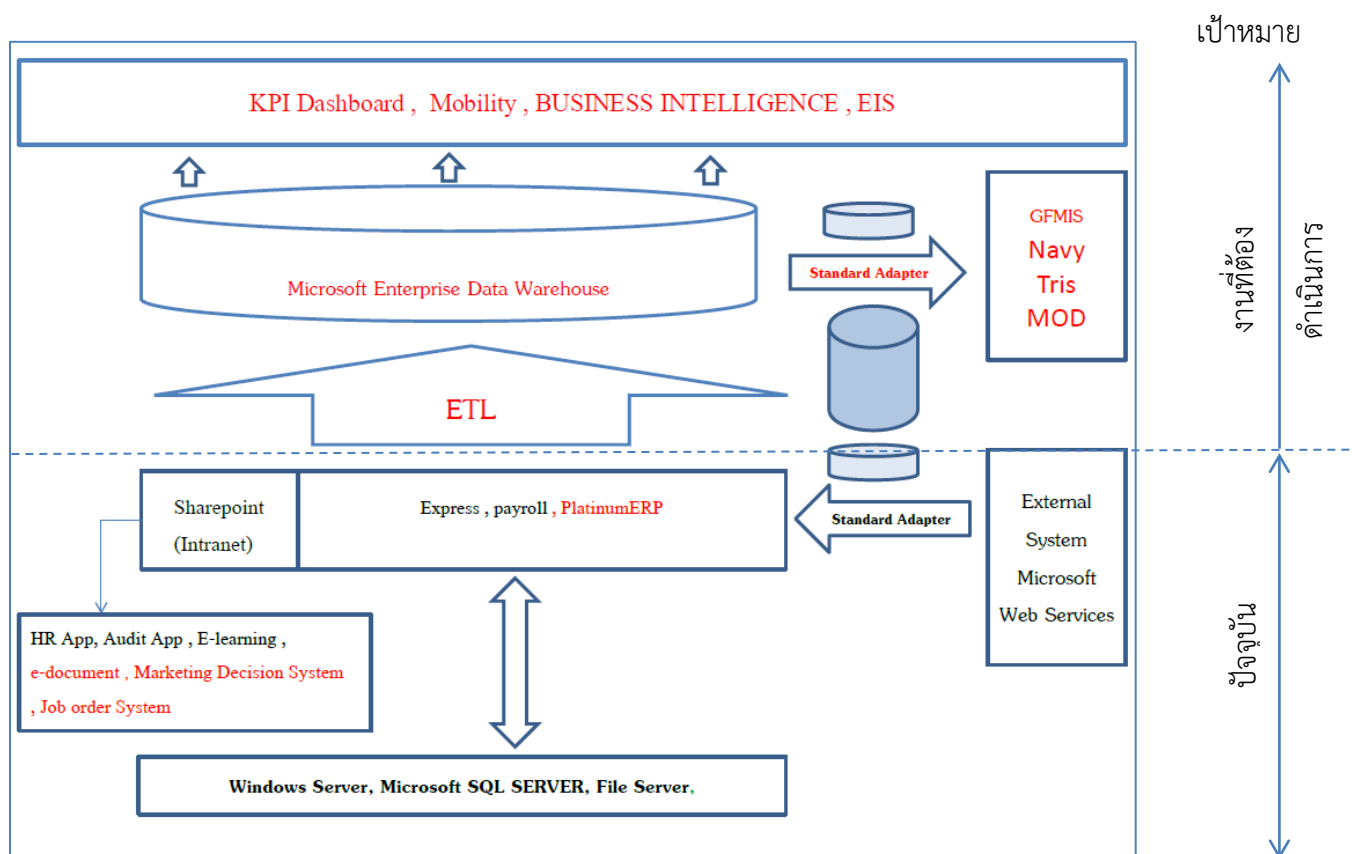 เป้าหมาย
KPI Dashboard , Mobility , BUSINESS INTELLIGENCE , EIS
GFMIS
Navy
Tris
MOD
Standard Adapter
Microsoft Enterprise Data Warehouse
งานที่ต้อง
ดำเนินการ
ETL
Sharepoint
(Intranet)
Express , payroll , PlatinumERP
Standard Adapter
External
System
Microsoft
Web Services
ปัจจุบัน
HR App, Audit App , E-learning ,
e-document , Marketing Decision System
, Job order System
Windows Server, Microsoft SQL SERVER, File Server,